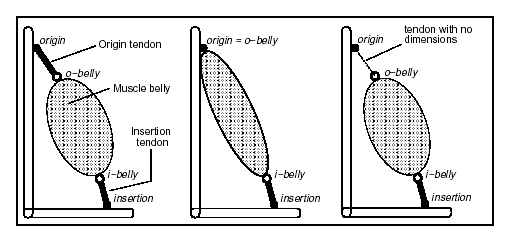 origin
Origin tendon
o-belly
Muscle belly
Insertion
tendon
i-belly
insertion
origin = o-belly
i-belly
insertion
tendon with no
dimensions
origin
o-belly
i-belly
insertion